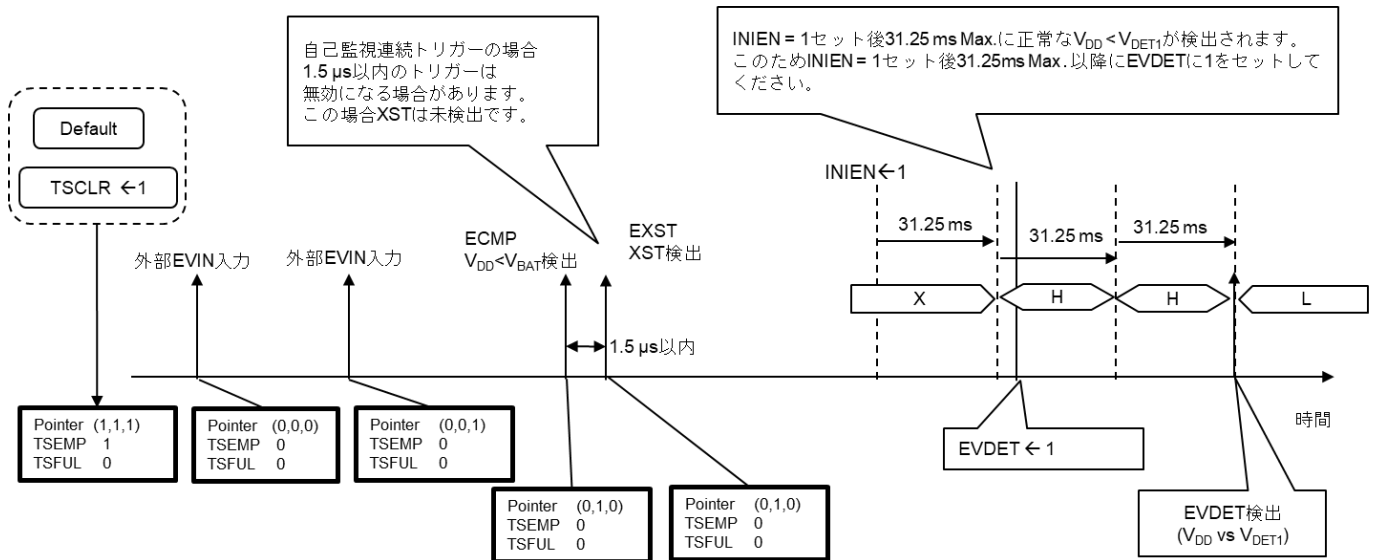 自己監視連続トリガーの場合
1.5 µs以内のトリガーは
無効になる場合があります。
この場合XSTは未検出です。
INIEN = 1セット後31.25 ms Max.に正常なVDD < VDET1が検出されます。
このためINIEN = 1セット後31.25ms Max. 以降にEVDETに1をセットして
ください。
Default
TSCLR ←1
INIEN←1
外部EVIN入力
外部EVIN入力
ECMP
VDD<VBAT検出
EXST
XST検出
31.25 ms
31.25 ms
31.25 ms
X
H
H
L
1.5 µs以内
時間
Pointer (1,1,1)
TSEMP 1
TSFUL 0
Pointer (0,0,0)
TSEMP 0
TSFUL 0
Pointer (0,0,1)
TSEMP 0
TSFUL 0
Pointer (0,1,0)
TSEMP 0
TSFUL 0
Pointer (0,1,0)
TSEMP 0
TSFUL 0
EVDET ← 1
EVDET検出
(VDD vs VDET1)